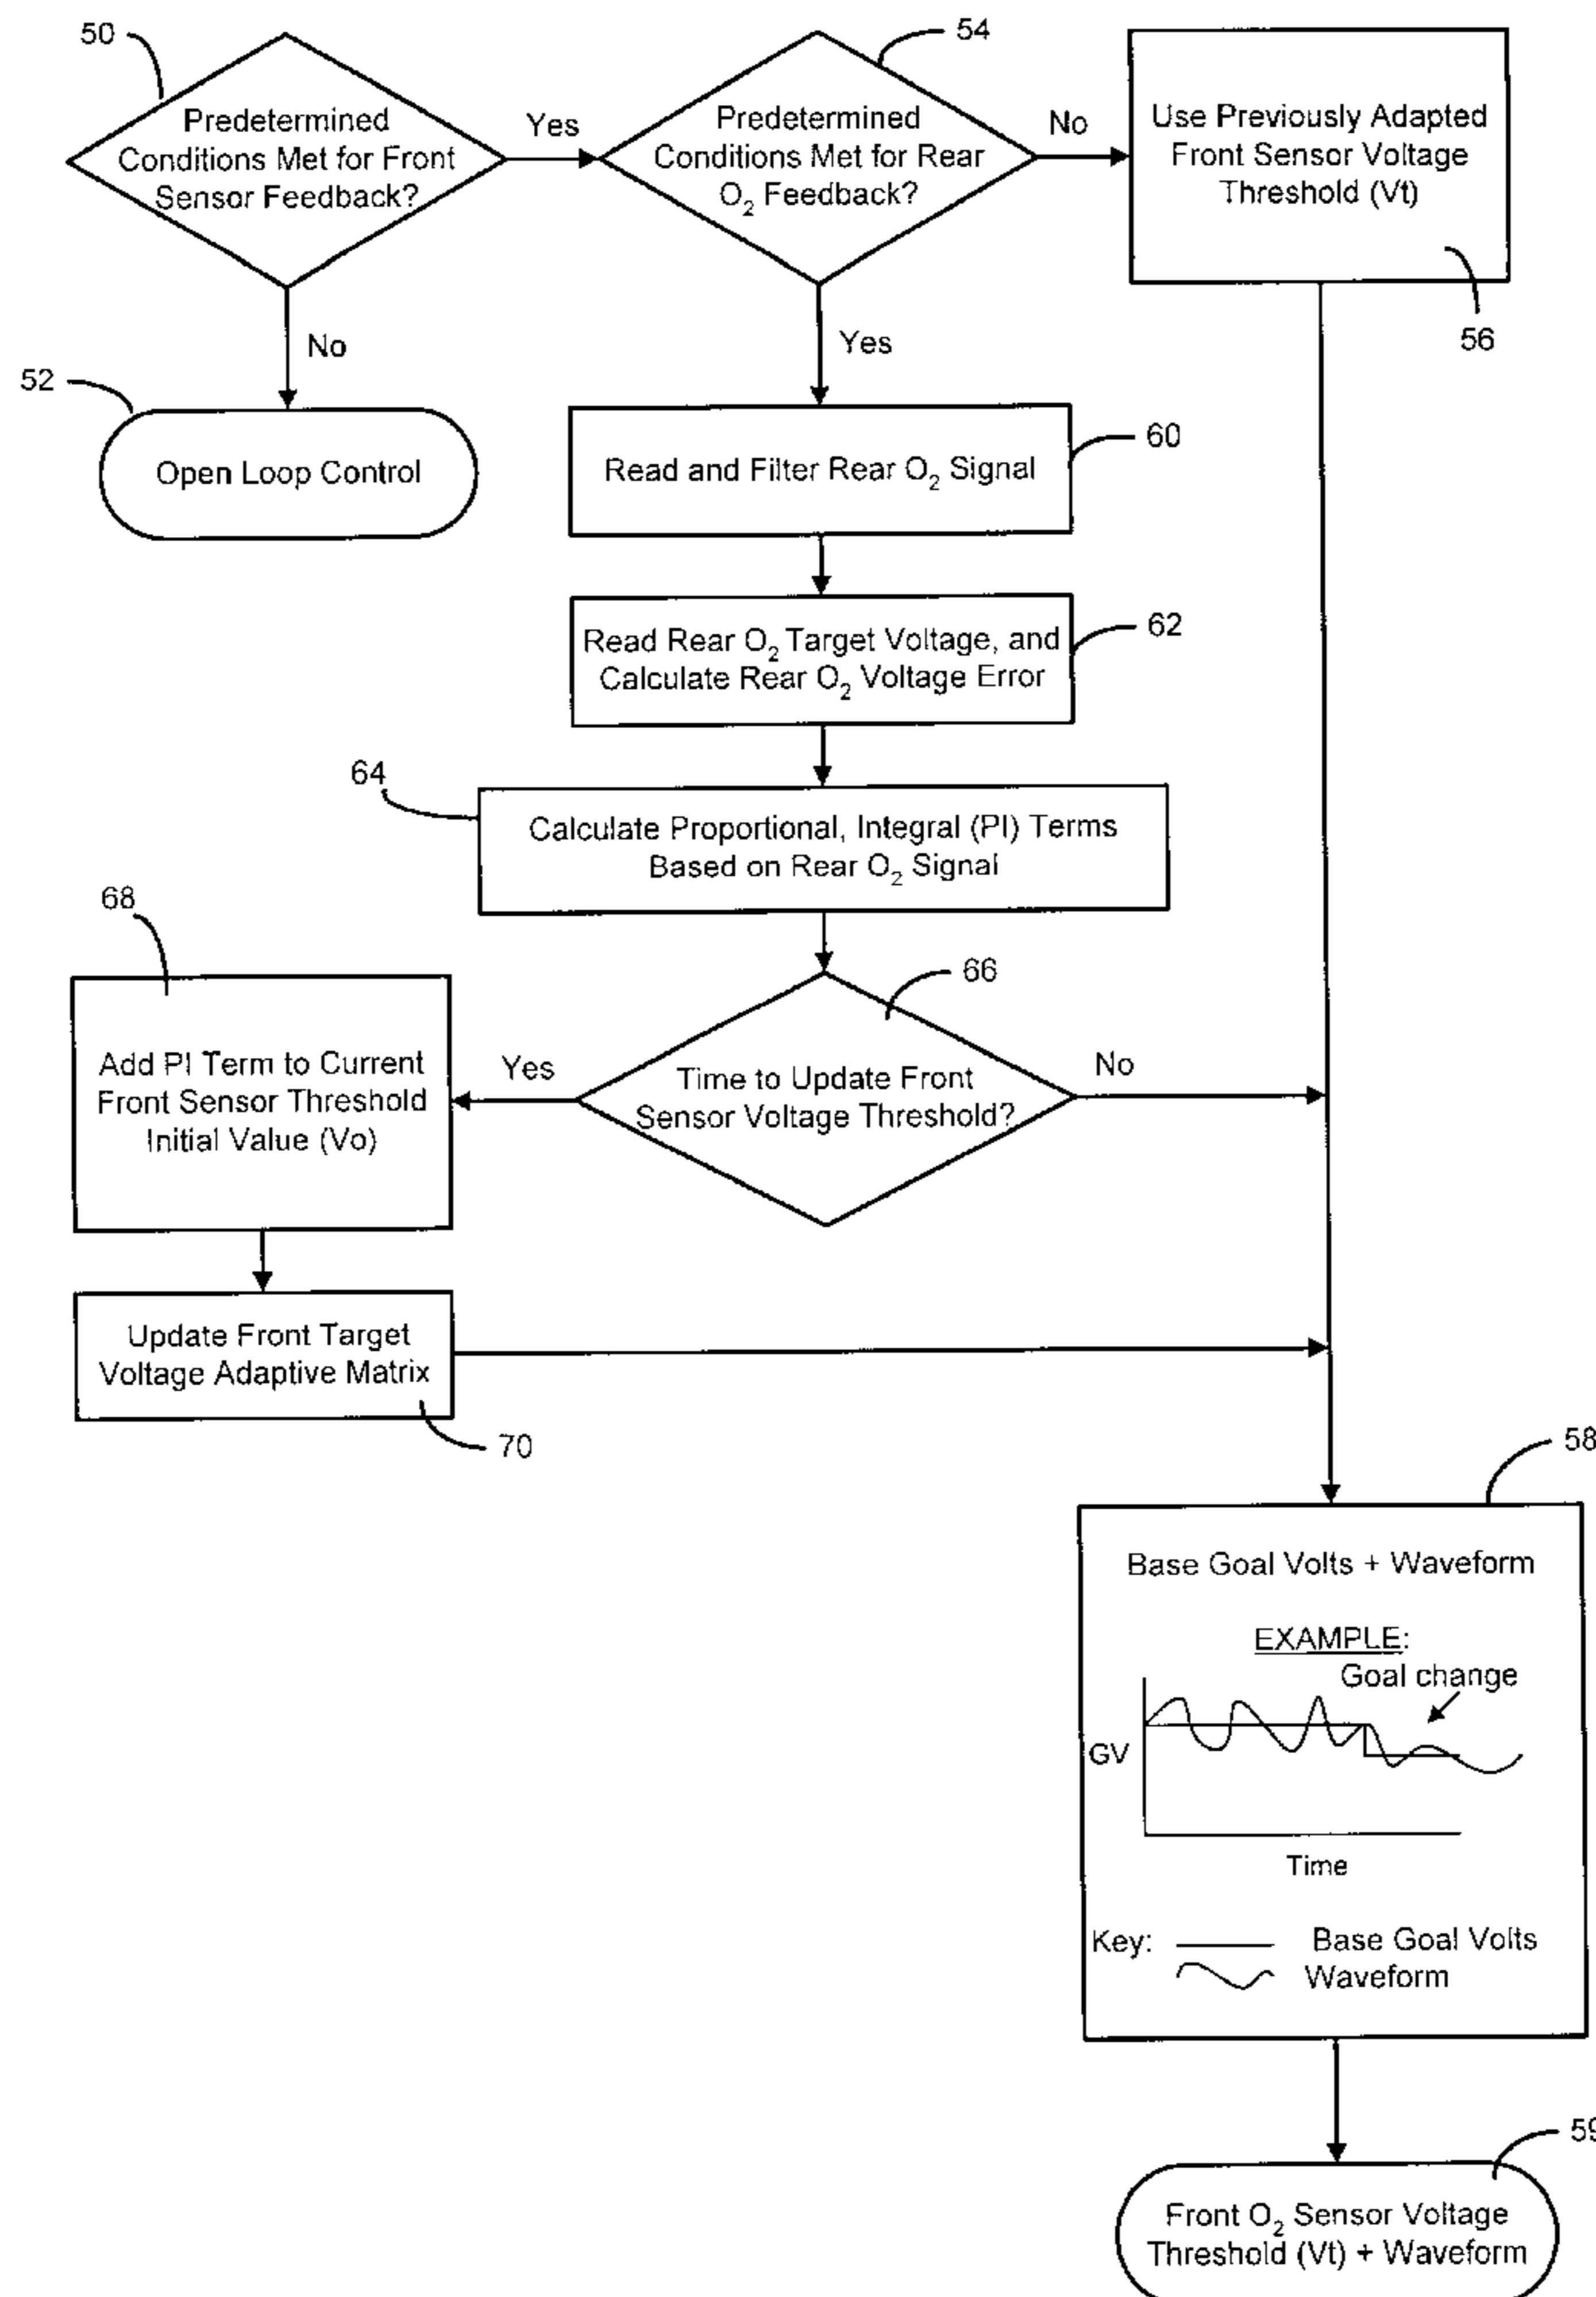 50
Predetermined
Conditions Met for Front
Sensor Feedback?
Yes
54
Predetermined
Conditions Met for Rear
O₂ Feedback?
No
Use Previously Adapted
Front Sensor Voltage
Threshold (Vt)
56
No
Yes
52
Open Loop Control
60
Read and Filter Rear O₂ Signal
62
Read Rear O₂ Target Voltage, and
Calculate Rear O₂ Voltage Error
64
Calculate Proportional, Integral (PI) Terms
Based on Rear O₂ Signal
68
66
Add PI Term to Current
Front Sensor Threshold
Initial Value (Vo)
Yes
Time to Update Front
Sensor Voltage Threshold?
No
Update Front Target
Voltage Adaptive Matrix
70
58
Base Goal Volts + Waveform
EXAMPLE:
Goal change
GV
Time
Key:
Base Goal Volts
Waveform
59
Front O₂ Sensor Voltage
Threshold (Vt) + Waveform